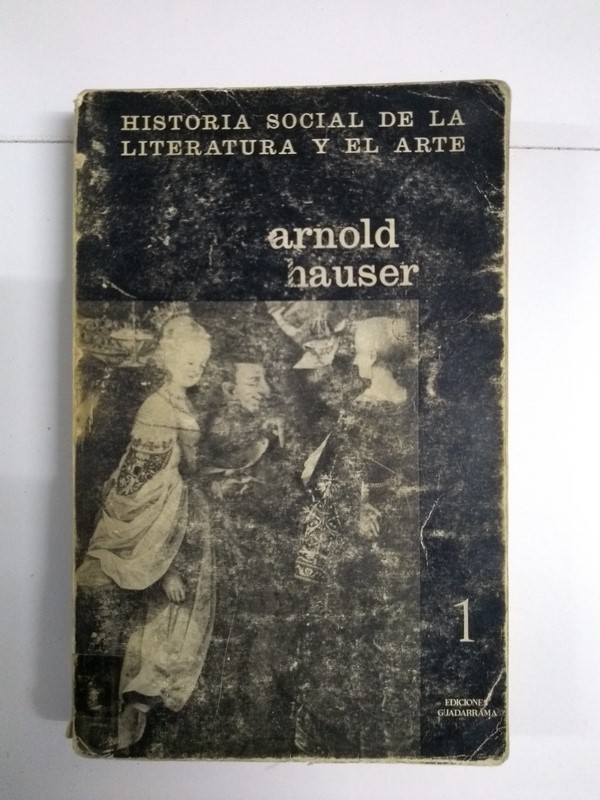 HISTORIA SOCIAL DE LA
LITERATURA Y EL ARTE
arnold
hauser
1
EDICIONES
GUADARRAMA